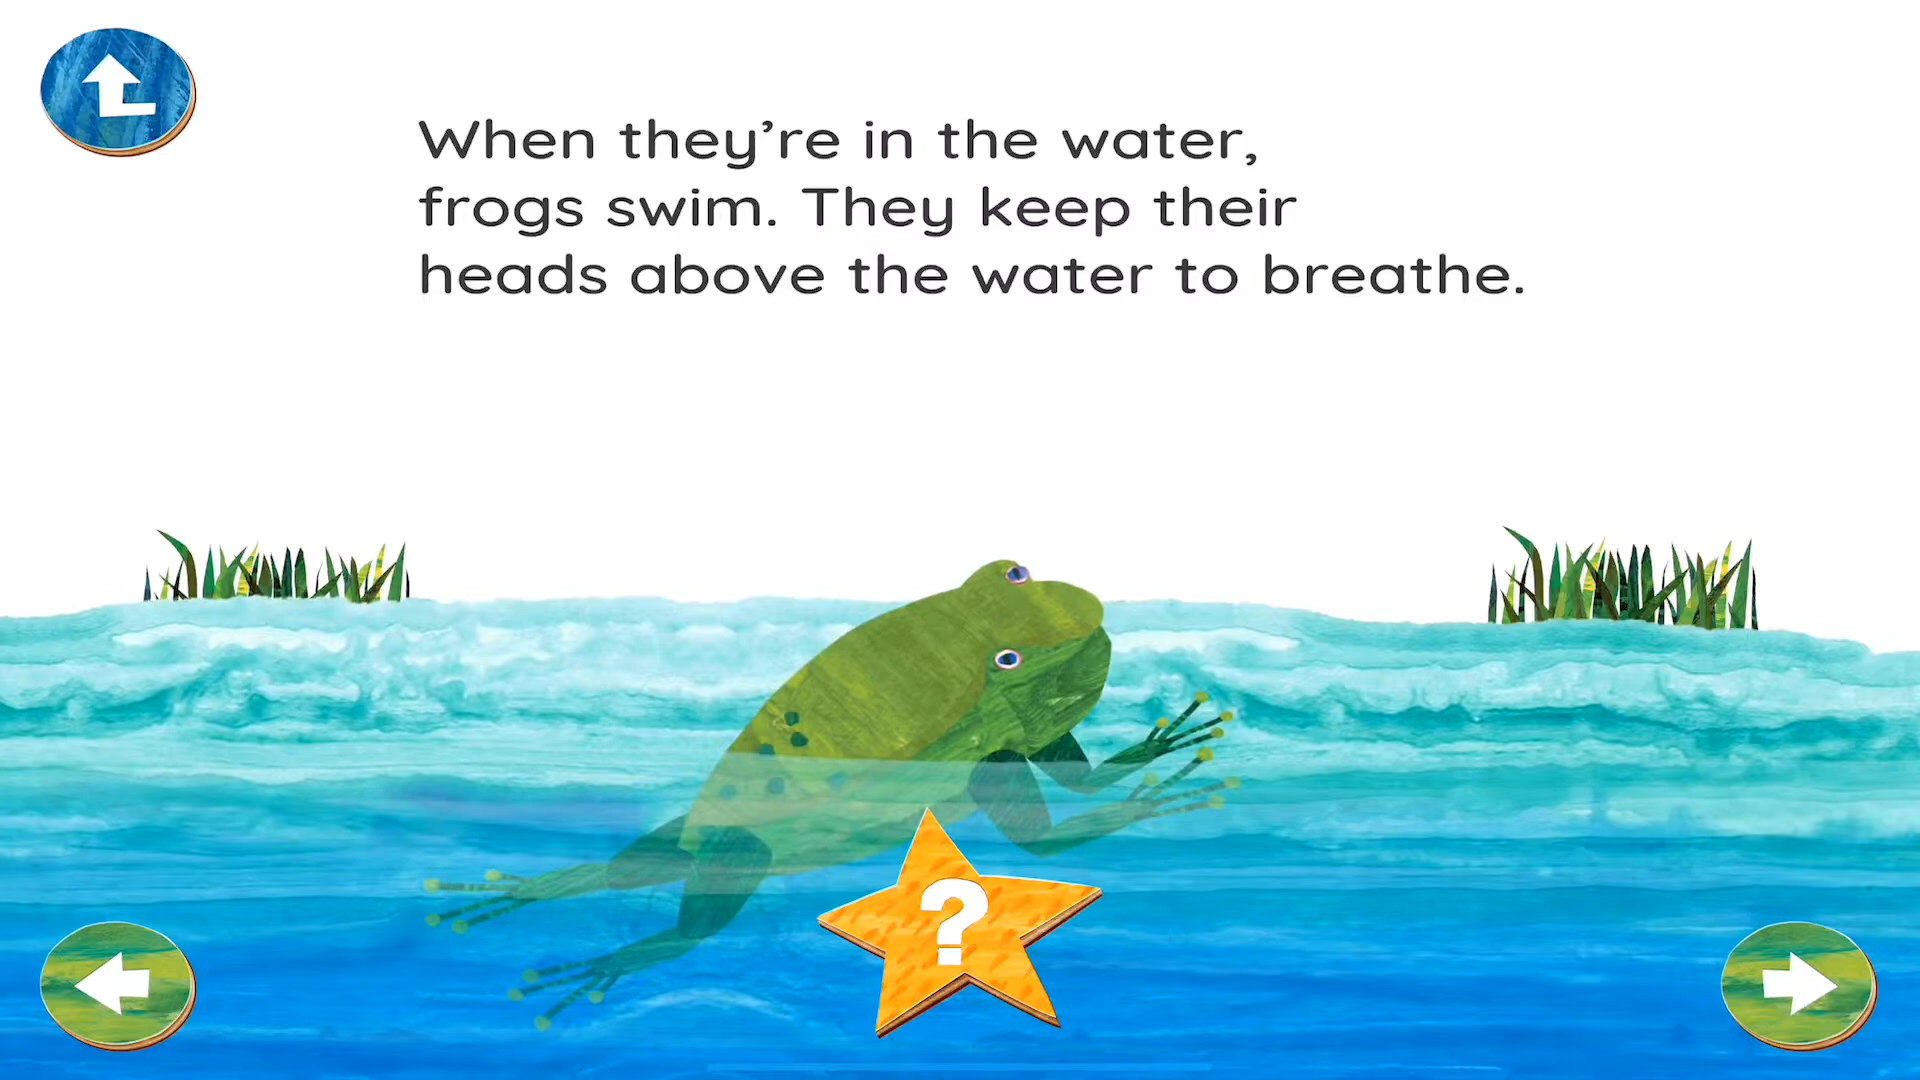 When they’re in the water,
frogs swim. They keep their
heads above the water to breathe.
?